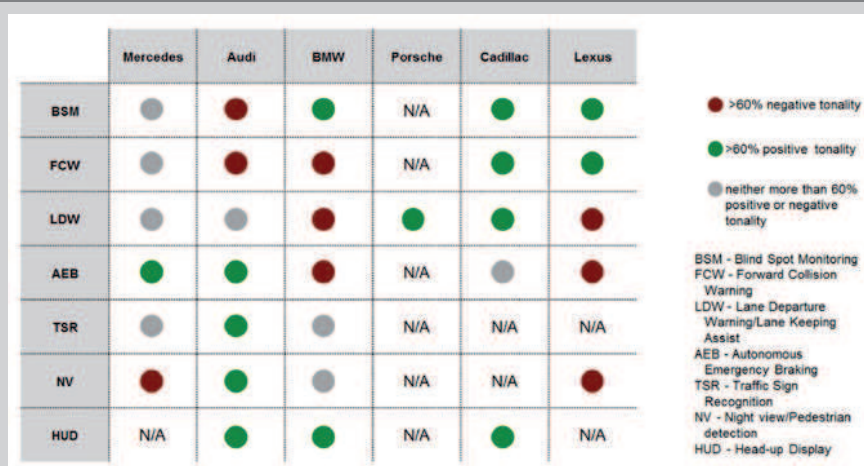 Mercedes Audi BMW Porsche Cadillac Lexus
BSM N/A
FCW N/A
LDW
AEB N/A
TSR N/A N/A N/A
NV N/A N/A
HUD N/A N/A N/A
>60% negative tonality
>60% positive tonality
neither more than 60%
positive or negative
tonality
BSM - Blind Spot Monitoring
FCW - Forward Collision
Warning
LDW - Lane Departure
Warning/Lane Keeping
Assist
AEB - Autonomous
Emergency Braking
TSR - Traffic Sign
Recognition
NV - Night view/Pedestrian
detection
HUD - Head-up Display